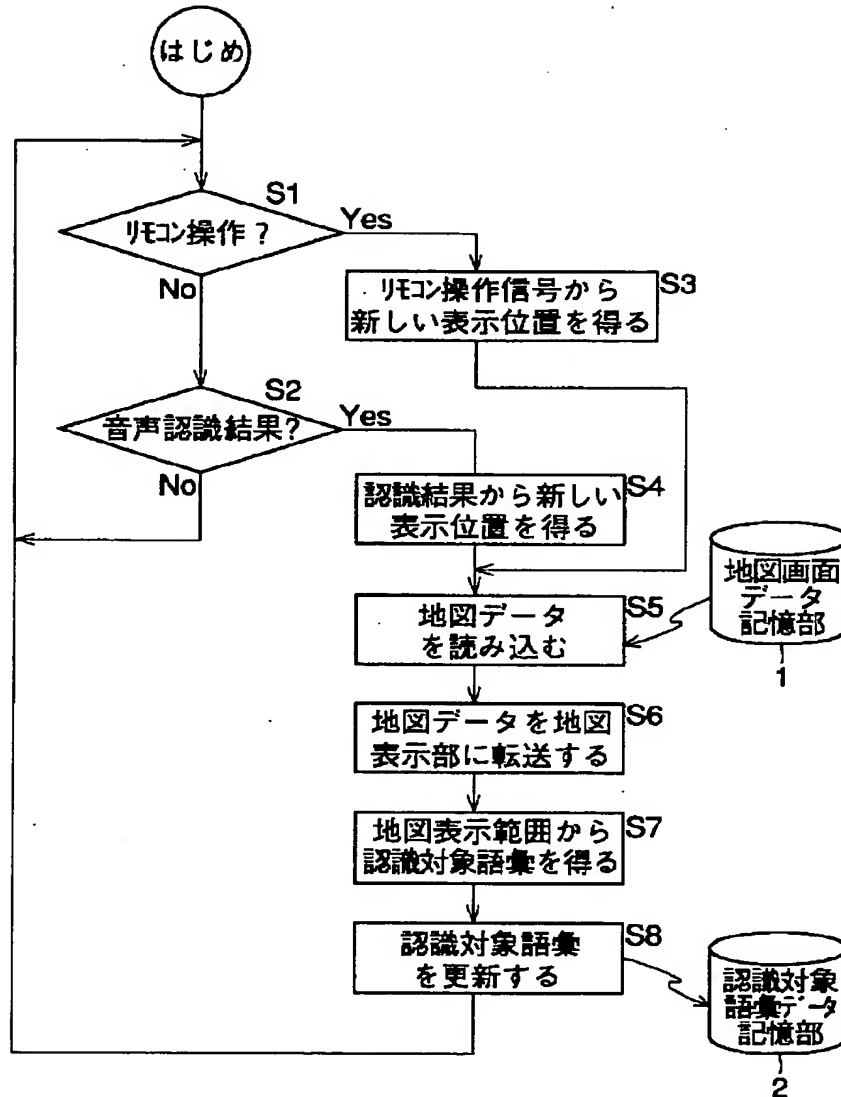 はじめ
S1
リモコン操作？
Yes
No
S3
リモコン操作信号から
新しい表示位置を得る
S2
音声認識結果？
Yes
No
S4
認識結果から新しい
表示位置を得る
S5
地図データ
を読み込む
地図画面
データ
記憶部
1
S6
地図データを地図
表示部に転送する
S7
地図表示範囲から
認識対象語彙を得る
S8
認識対象語彙
を更新する
認識対象
語彙データ
記憶部
2